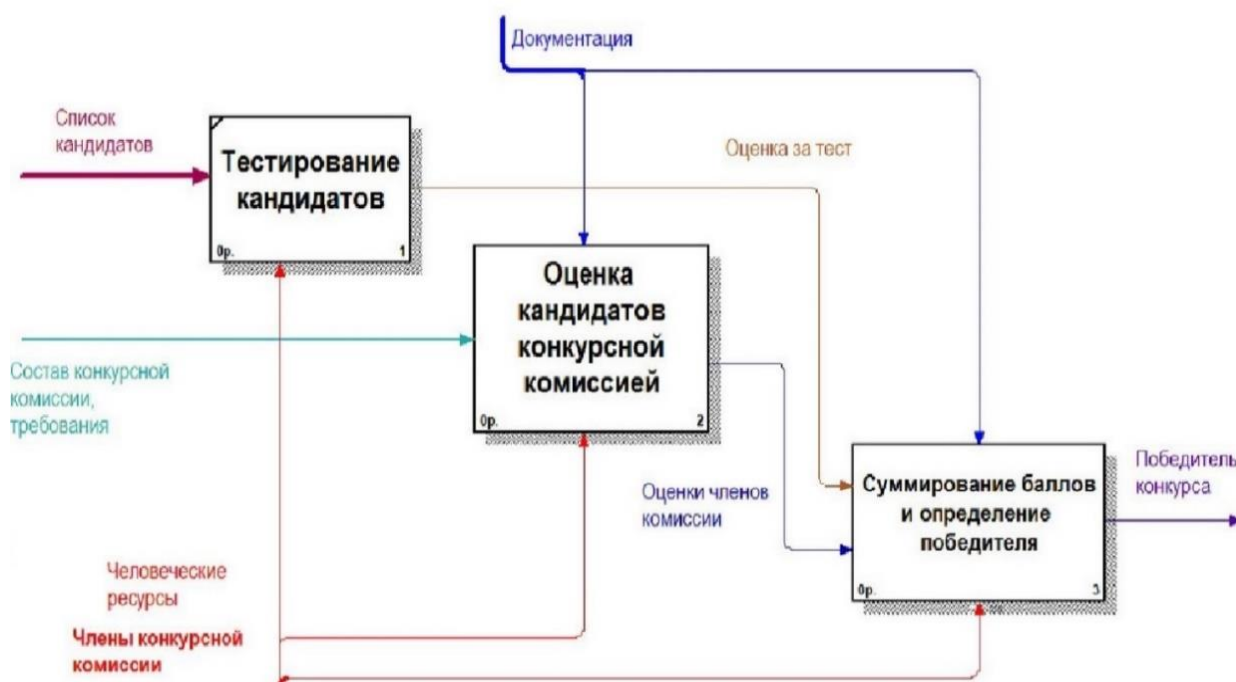 Документация
Список
кандидатов
Тестирование
кандидатов
0р.
1
Оценка за тест
Оценка
кандидатов
конкурсной
комиссией
0р.
2
Состав конкурсной
комиссии,
требования
Оценки членов
комиссии
Суммирование баллов
и определение
победителя
0р.
3
Победитель
конкурса
Человеческие
ресурсы
Члены конкурсной
комиссии